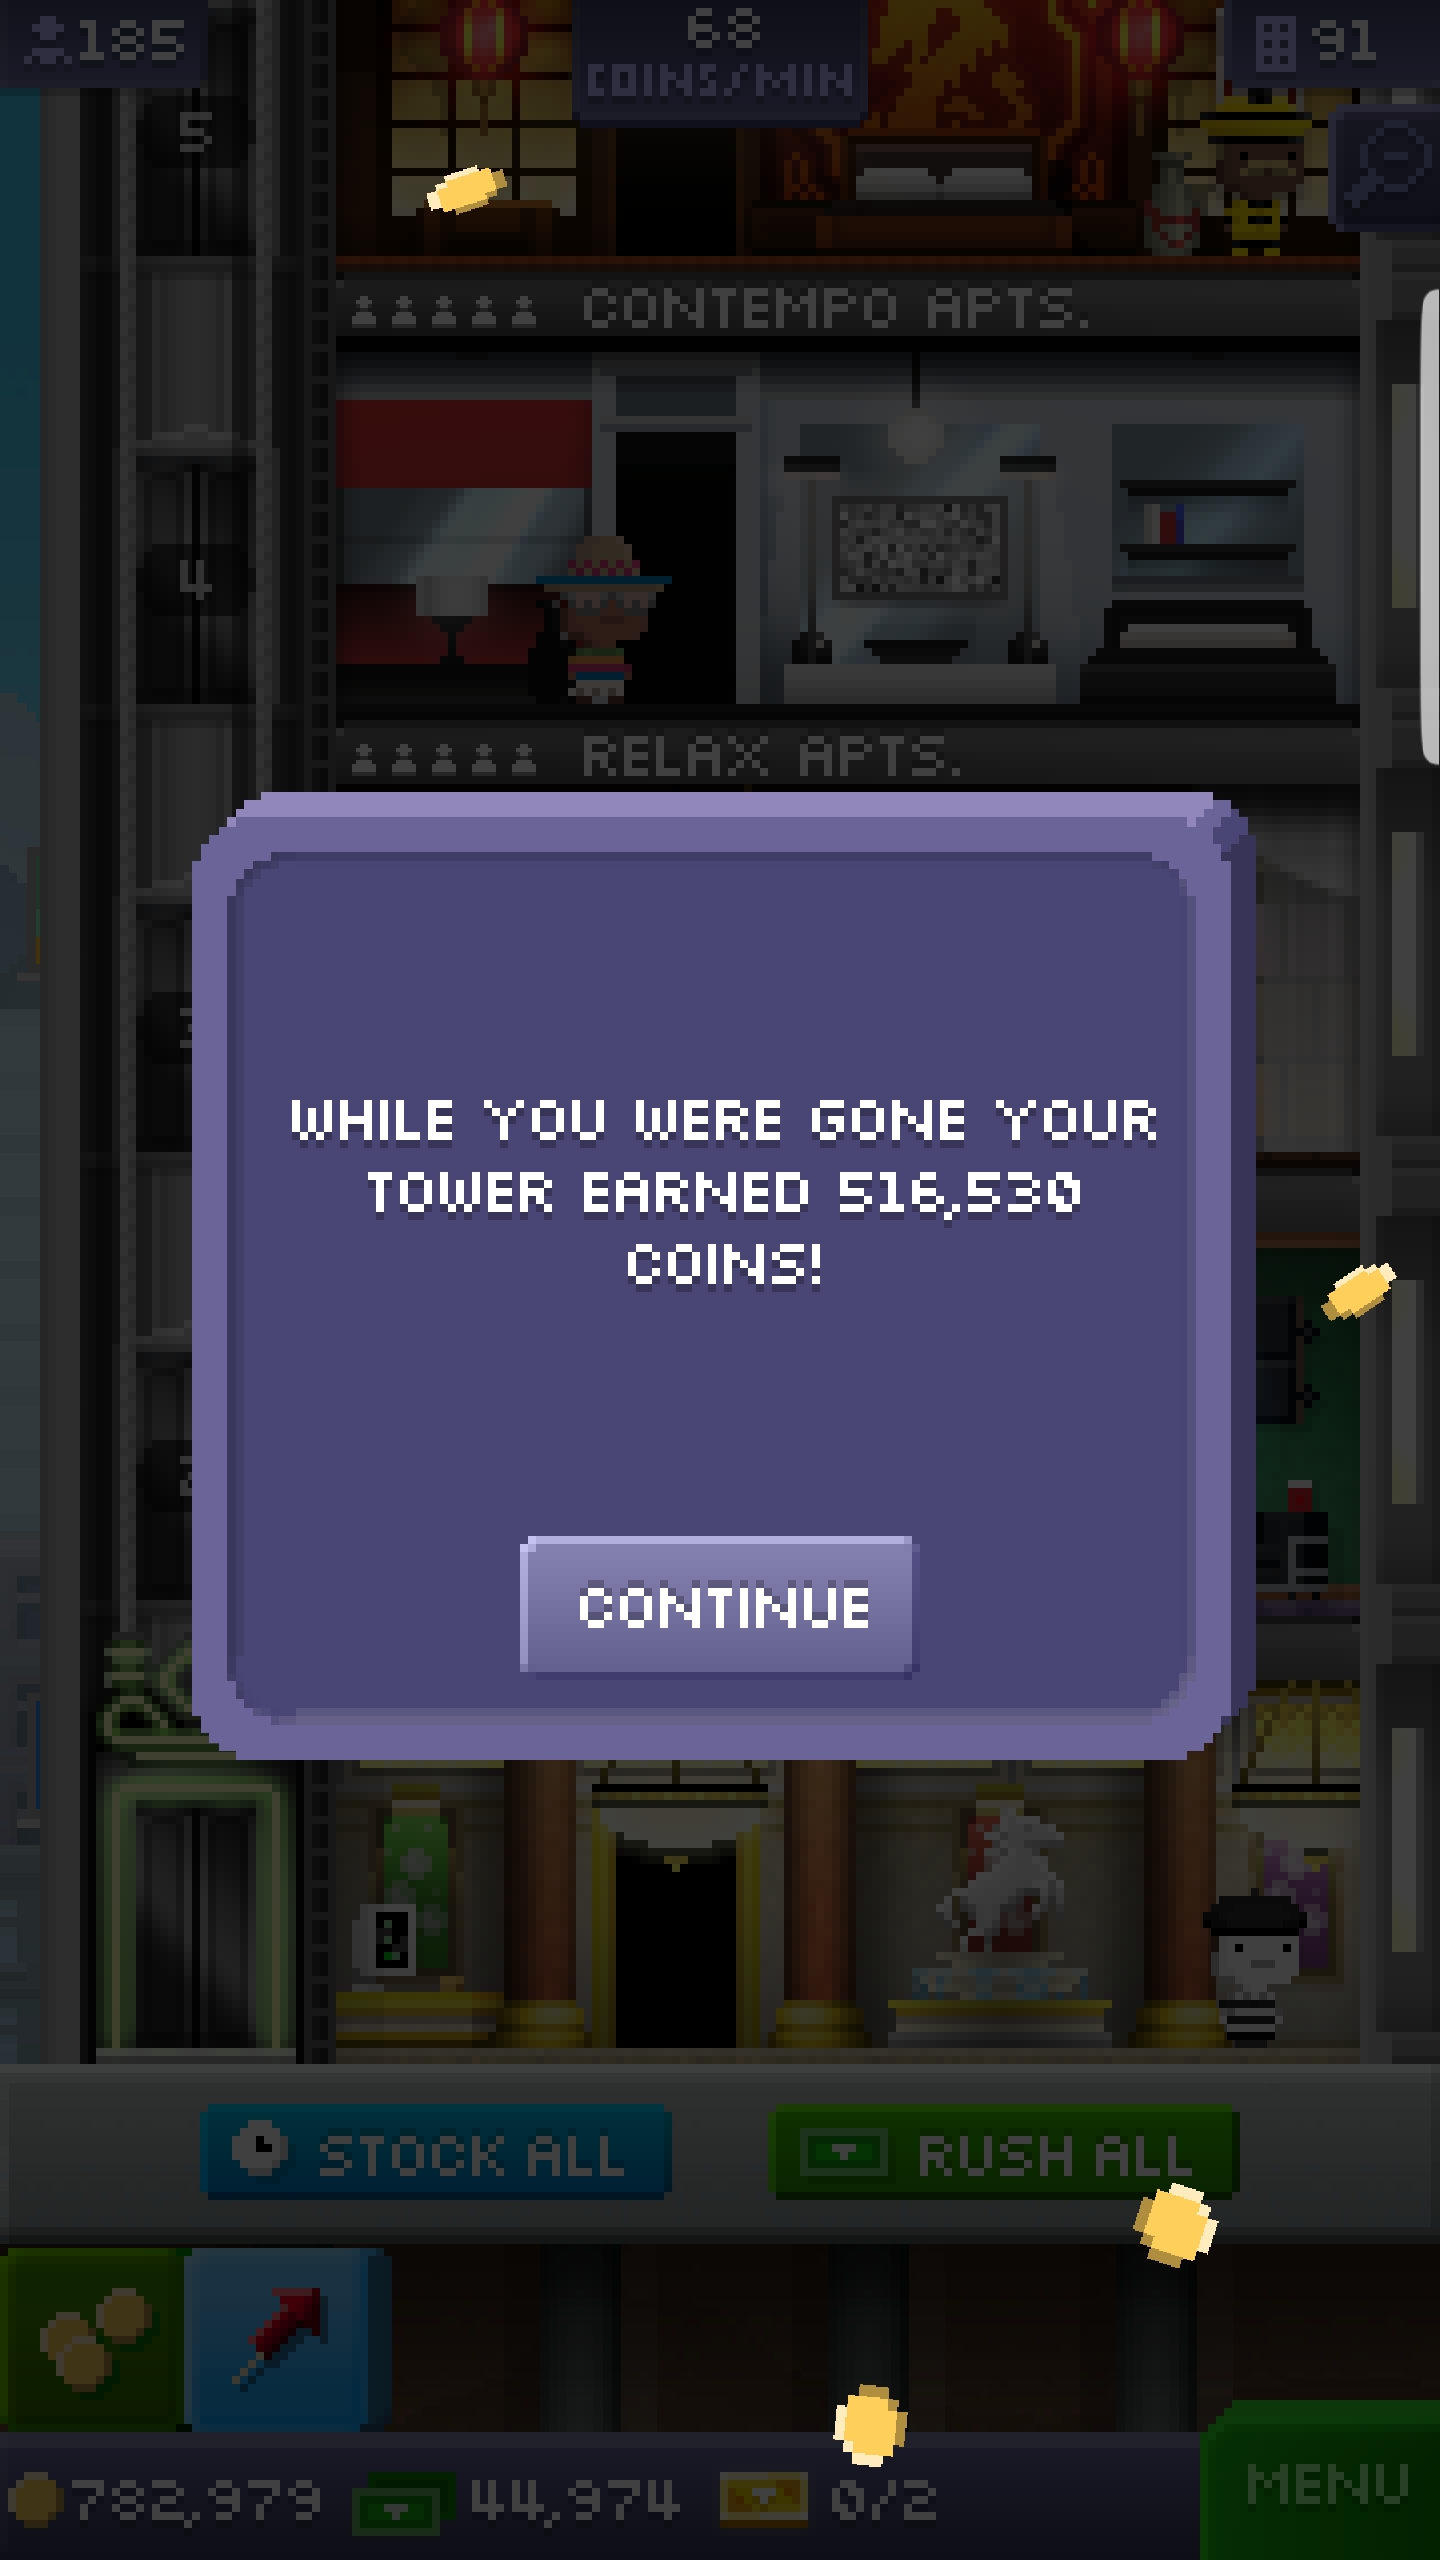 185
68
COINS/MIN
91
5
CONTEMPO APTS.
4
RELAX APTS.
WHILE YOU WERE GONE YOUR
TOWER EARNED 516,530
COINS!
CONTINUE
STOCK ALL
RUSH ALL
782,979
44,974
0/2
MENU